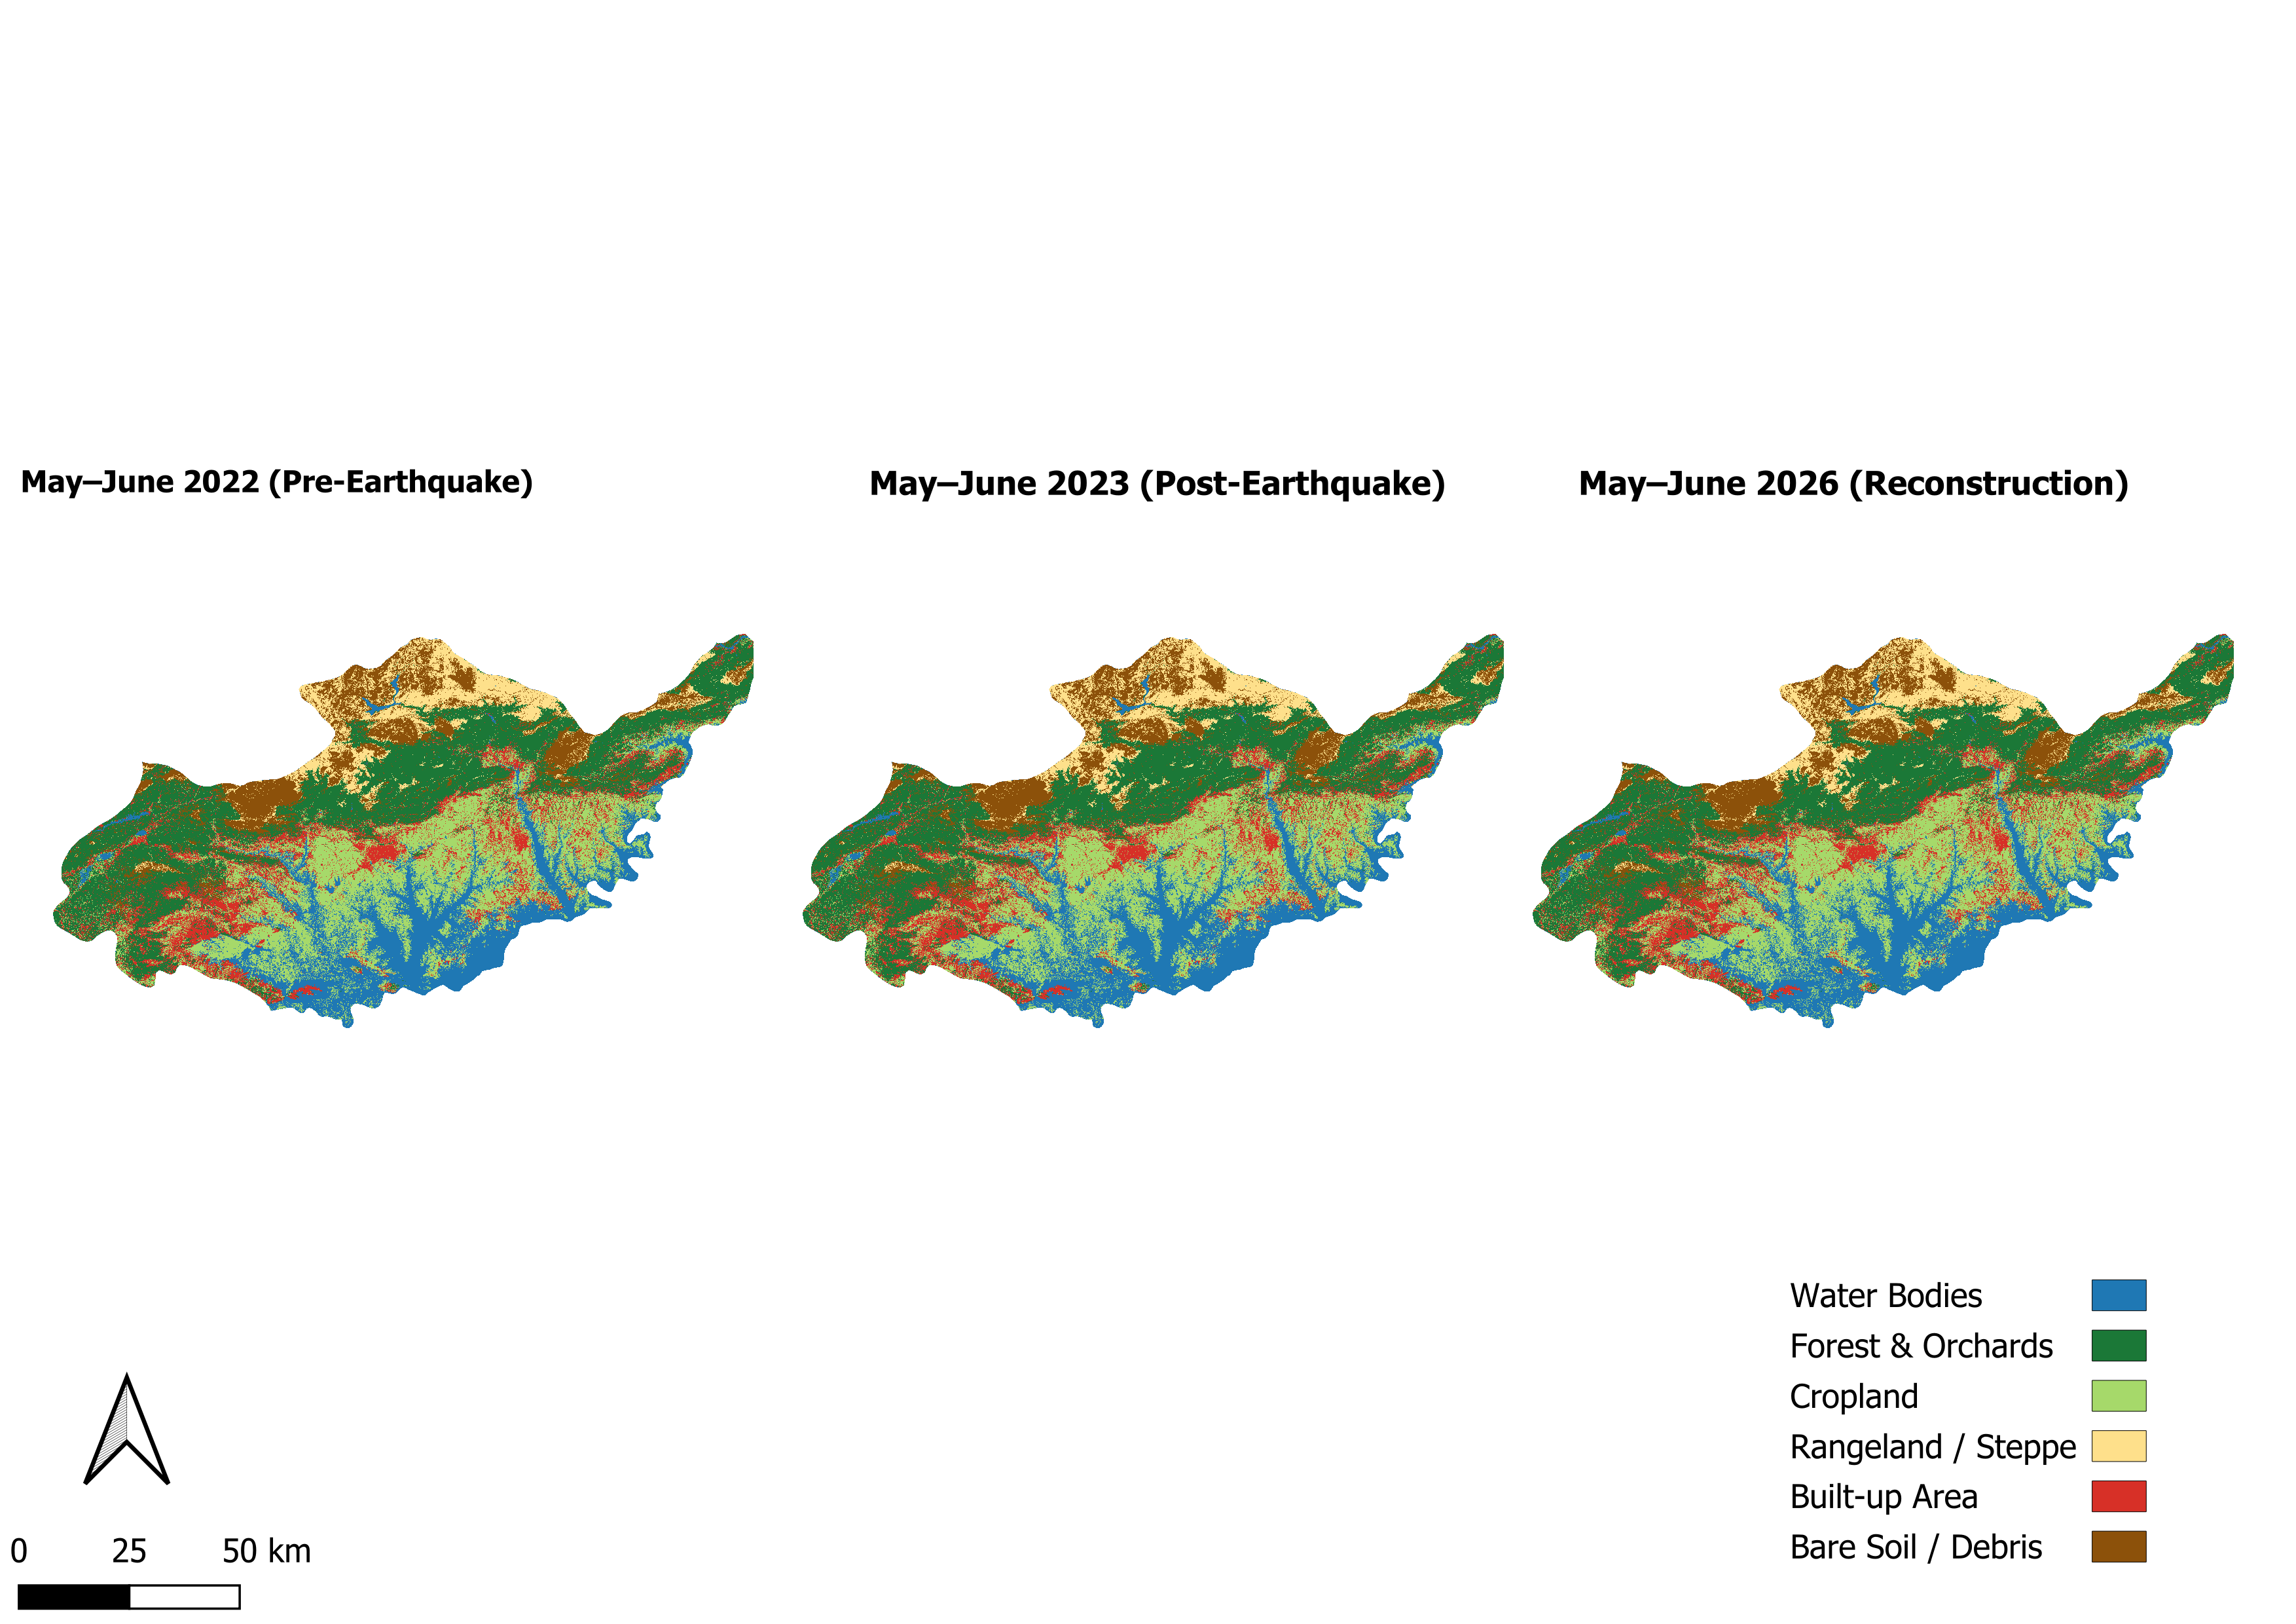 May—June 2022 (Pre-Earthquake)
May—June 2023 (Post-Earthquake)
May—June 2026 (Reconstruction)
Water Bodies
Forest & Orchards
Cropland
Rangeland / Steppe
Built-up Area
Bare Soil / Debris
0 25 50 km